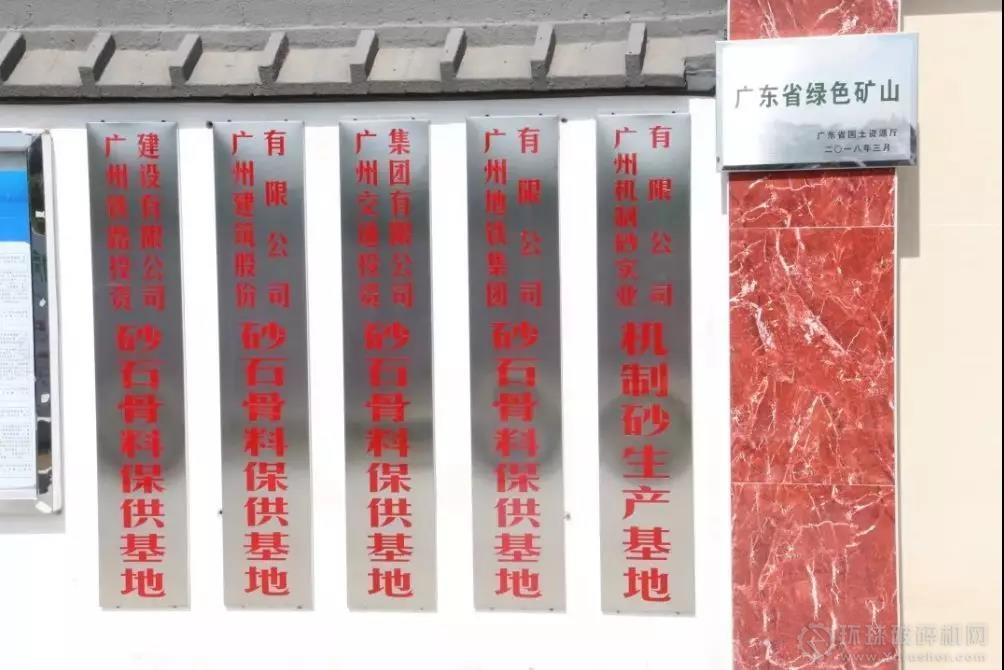 广州铁路投资
建设有限公司
砂石骨料保供基地
广州建筑股份
有限公司
砂石骨料保供基地
广州交通投资
集团有限公司
砂石骨料保供基地
广州地铁集团
有限公司
砂石骨料保供基地
广州机制砂实业
有限公司
机制砂生产基地
广东省绿色矿山
广东省国土资源厅
二〇一八年三月
环球破碎机网